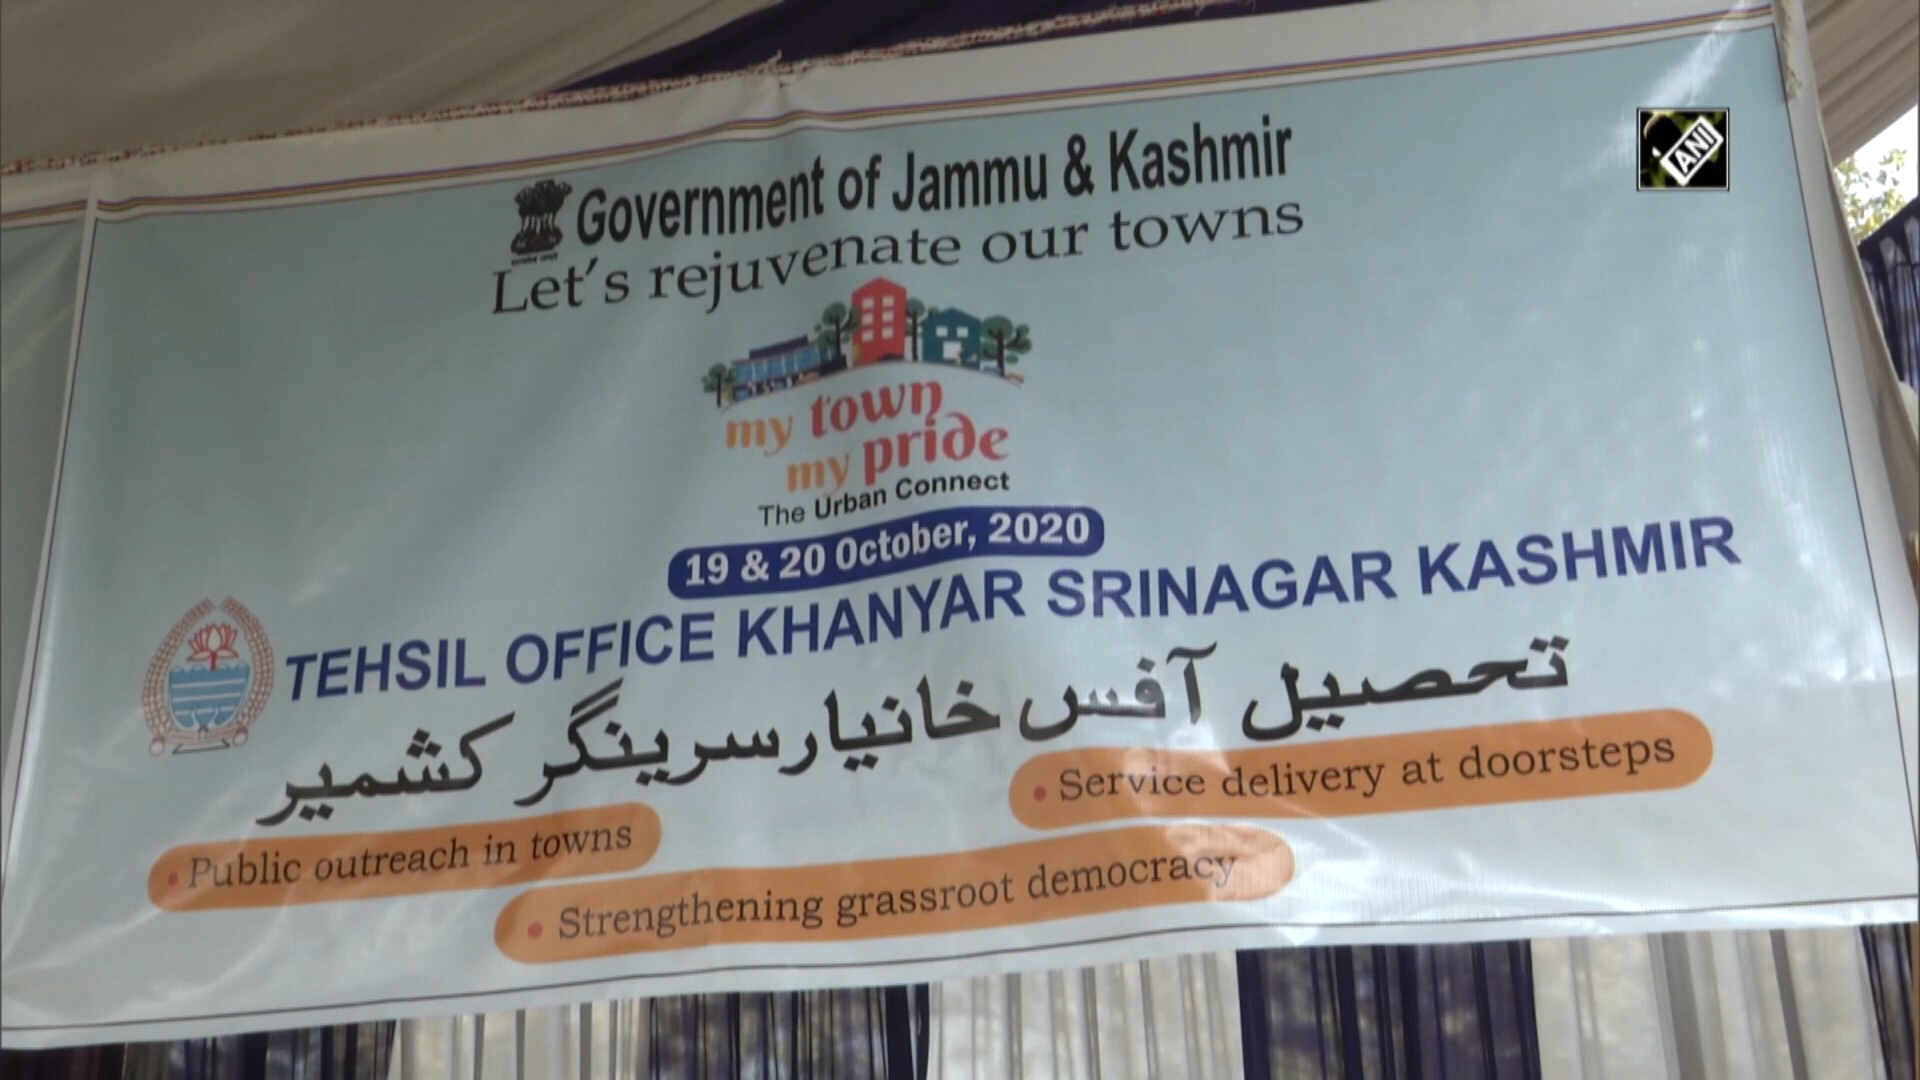 Government of Jammu & Kashmir
Let's rejuvenate our towns
my town
my pride
The Urban Connect
19 & 20 October, 2020
TEHSIL OFFICE KHANYAR SRINAGAR KASHMIR
تحصیل آفس خانیار سرینگر کشمیر
• Service delivery at doorsteps
• Public outreach in towns
• Strengthening grassroot democracy
ANI